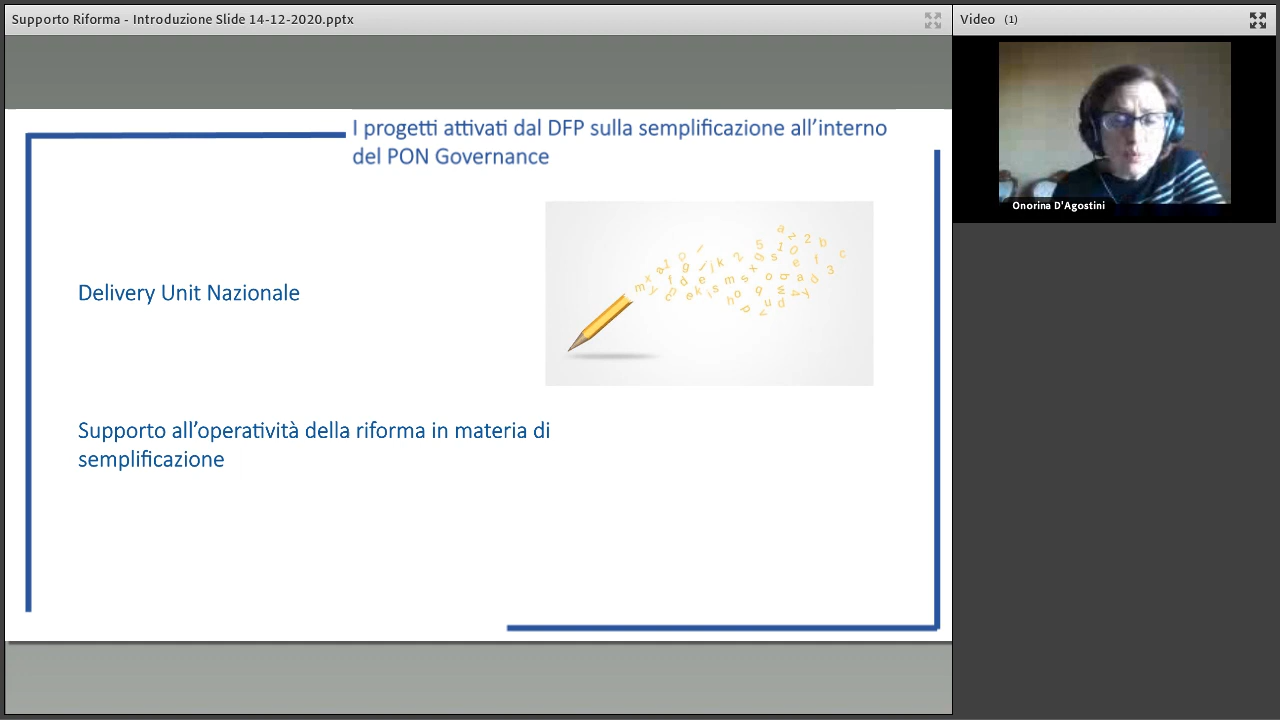 Supporto Riforma - Introduzione Slide 14-12-2020.pptx
Video (1)
I progetti attivati dal DFP sulla semplificazione all’interno
del PON Governance
Delivery Unit Nazionale
Supporto all’operatività della riforma in materia di
semplificazione
Onorina D'Agostini